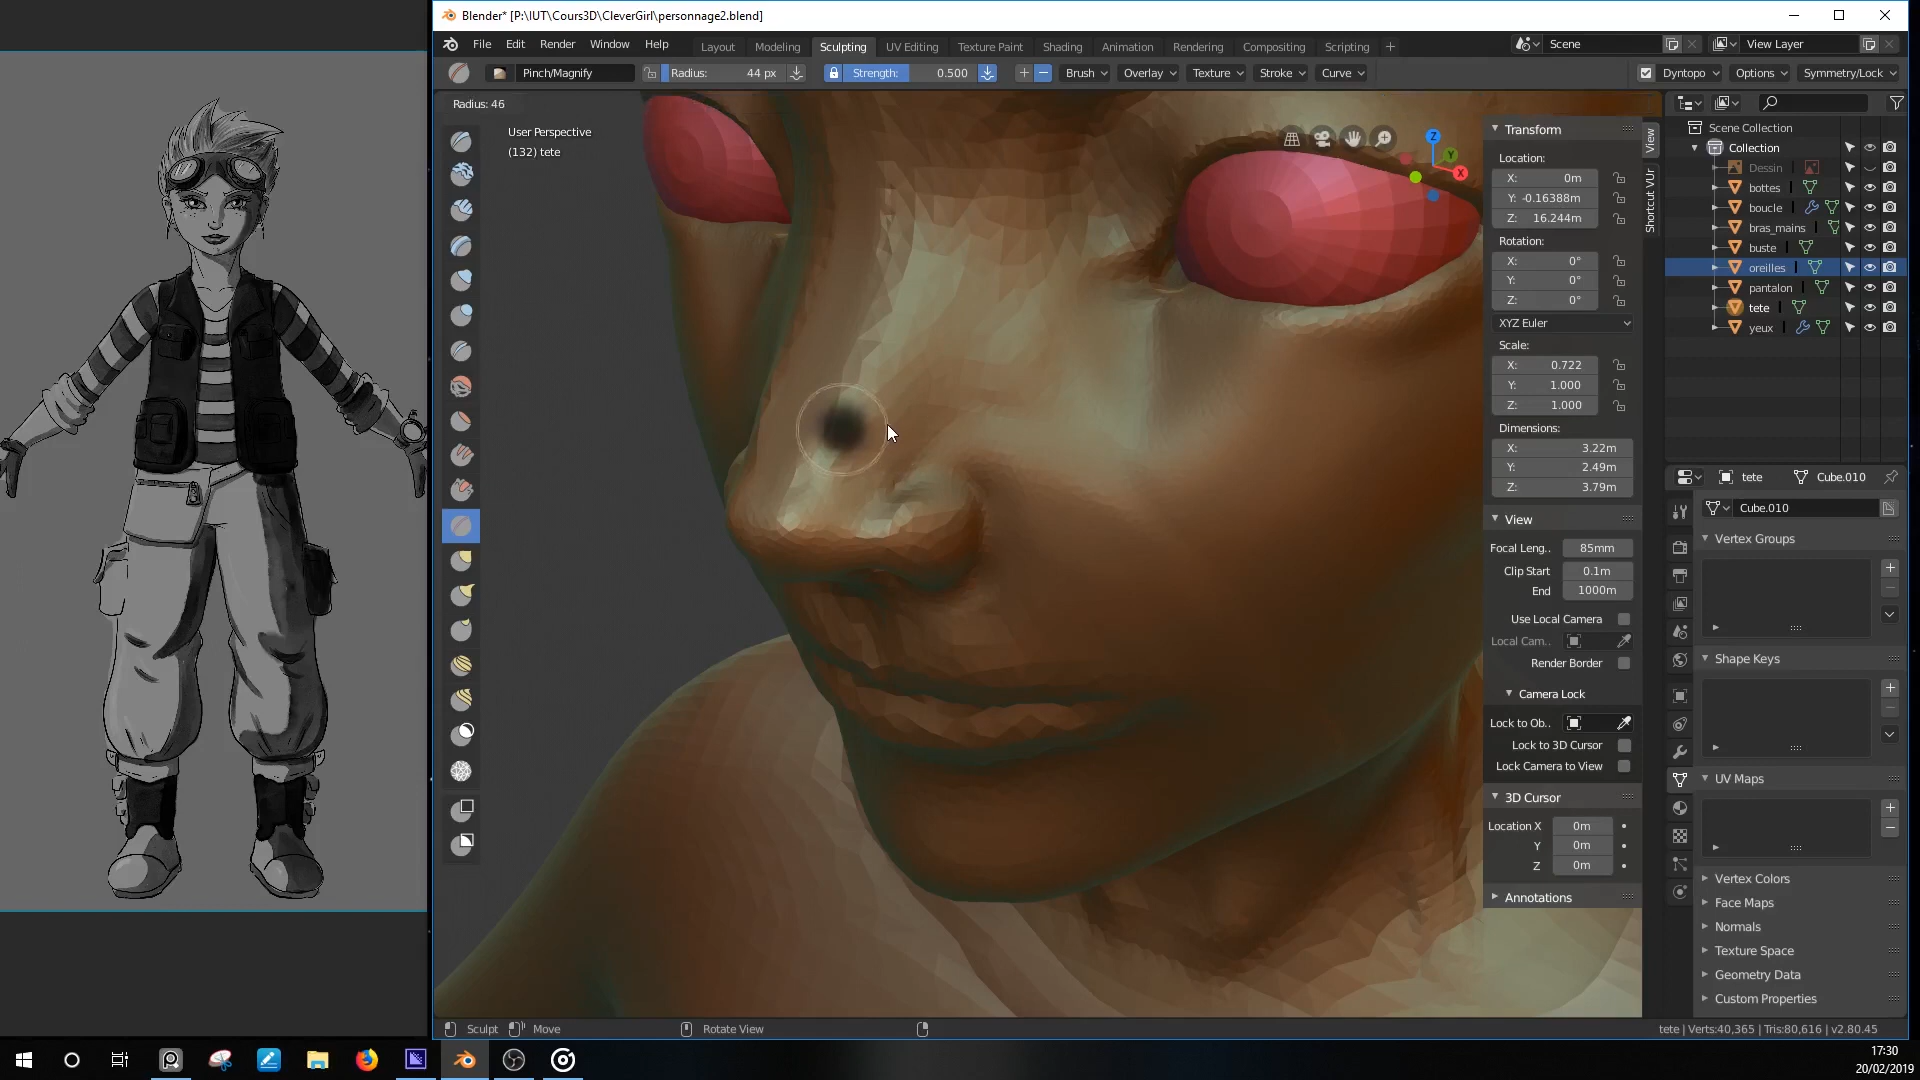 Blender* [P:\IUT\Cours3D\CleverGirl\personnage2.blend]
File Edit Render Window Help Layout Modeling Sculpting UV Editing Texture Paint Shading Animation Rendering Compositing Scripting + Scene View Layer
Pinch/Magnify Radius: 44 px Strength: 0.500 Brush Overlay Texture Stroke Curve Dyntopo Options Symmetry/Lock
Radius: 46
User Perspective
(132) tete
Z
Y
X
View
Shortcut VUr
Transform
Location:
X: 0m
Y: -0.16388m
Z: 16.244m
Rotation:
X: 0°
Y: 0°
Z: 0°
XYZ Euler
Scale:
X: 0.722
Y: 1.000
Z: 1.000
Dimensions:
X: 3.22m
Y: 2.49m
Z: 3.79m
View
Focal Leng.. 85mm
Clip Start 0.1m
End 1000m
Use Local Camera
Local Cam..
Render Border
Camera Lock
Lock to Ob..
Lock to 3D Cursor
Lock Camera to View
3D Cursor
Location X 0m
Y 0m
Z 0m
Annotations
Scene Collection
Collection
Dessin
bottes
boucle
bras_mains
buste
oreilles
pantalon
tete
yeux
tete Cube.010
Cube.010
Vertex Groups
Shape Keys
UV Maps
Vertex Colors
Face Maps
Normals
Texture Space
Geometry Data
Custom Properties
Sculpt Move Rotate View tete | Verts:40,365 | Tris:80,616 | v2.80.45
17:30
20/02/2019